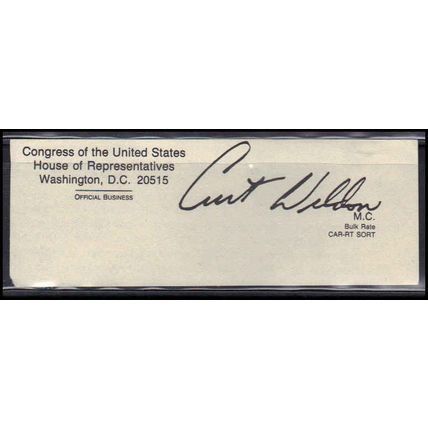 Congress of the United States
House of Representatives
Washington, D.C. 20515
OFFICIAL BUSINESS
Curt Weldon
M.C.
Bulk Rate
CAR-RT SORT